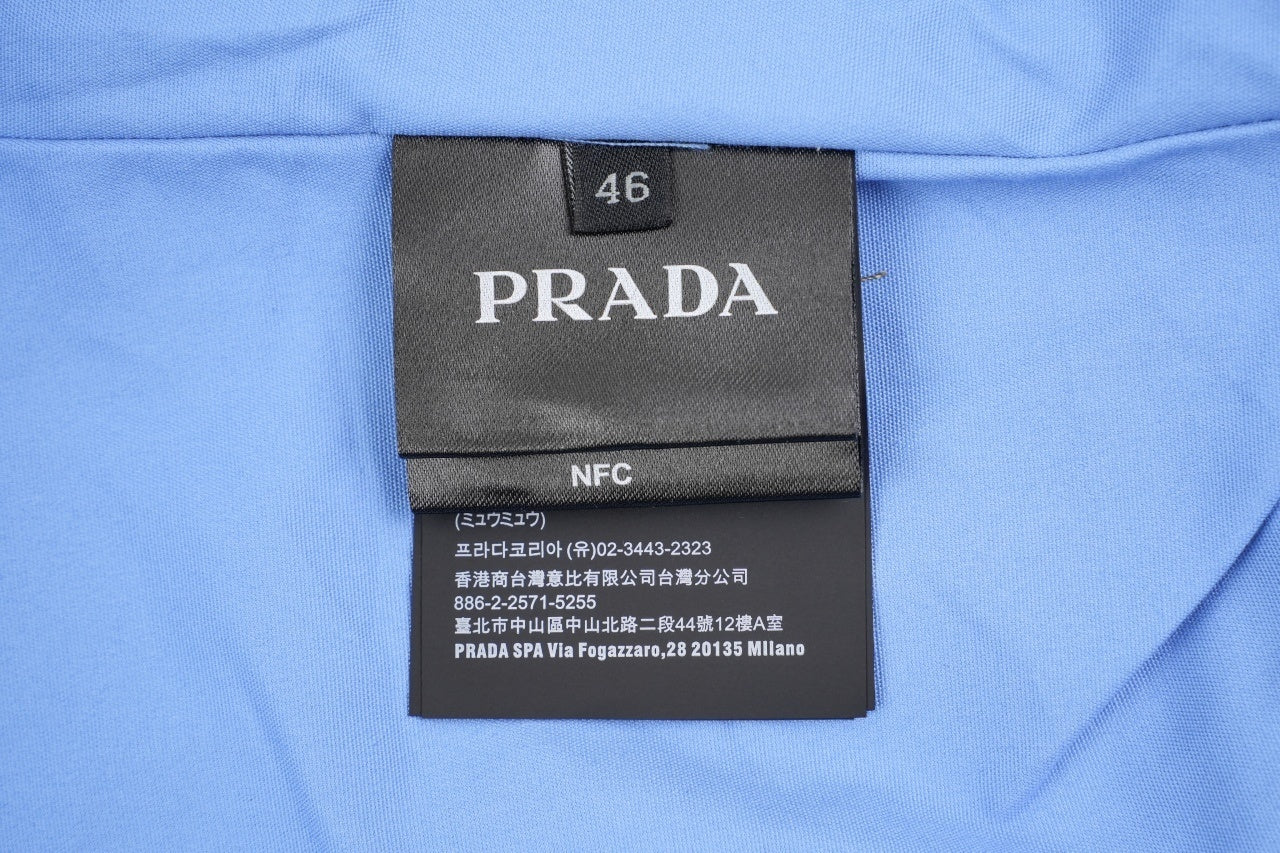 46
PRADA
NFC
(ミュウミュウ)
프라다코리아 (유)02-3443-2323
香港商台灣意比有限公司台灣分公司
886-2-2571-5255
臺北市中山區中山北路二段44號12樓A室
PRADA SPA Via Fogazzaro,28 20135 Milano